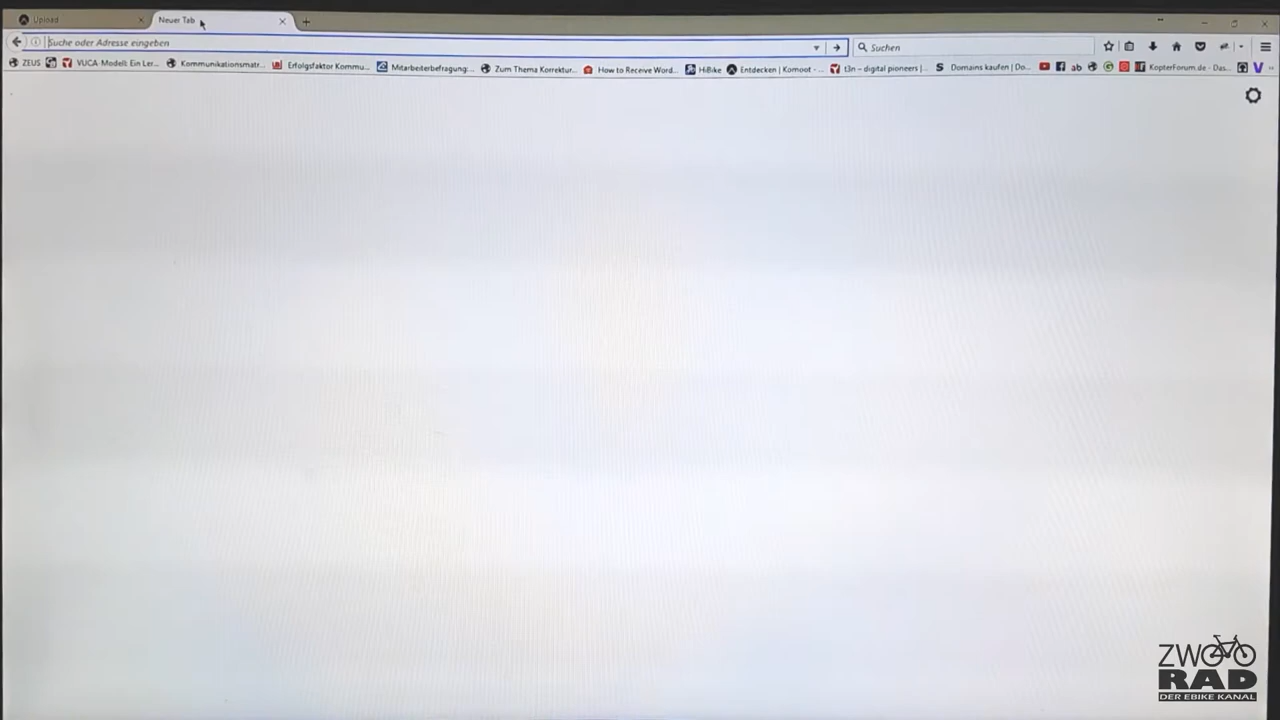 Upload
Neuer Tab
Suche oder Adresse eingeben
Suchen
ZEUS
VUCA-Modell: Ein Ler...
Kommunikationsmatr...
Erfolgsfaktor Kommu...
Mitarbeiterbefragung:...
Zum Thema Korrektur...
How to Receive Word...
HiBike
Entdecken | Komoot - ...
t3n – digital pioneers |...
S Domains kaufen | Do...
ab
KopterForum.de - Das...
ZWO
RAD
DER EBIKE KANAL